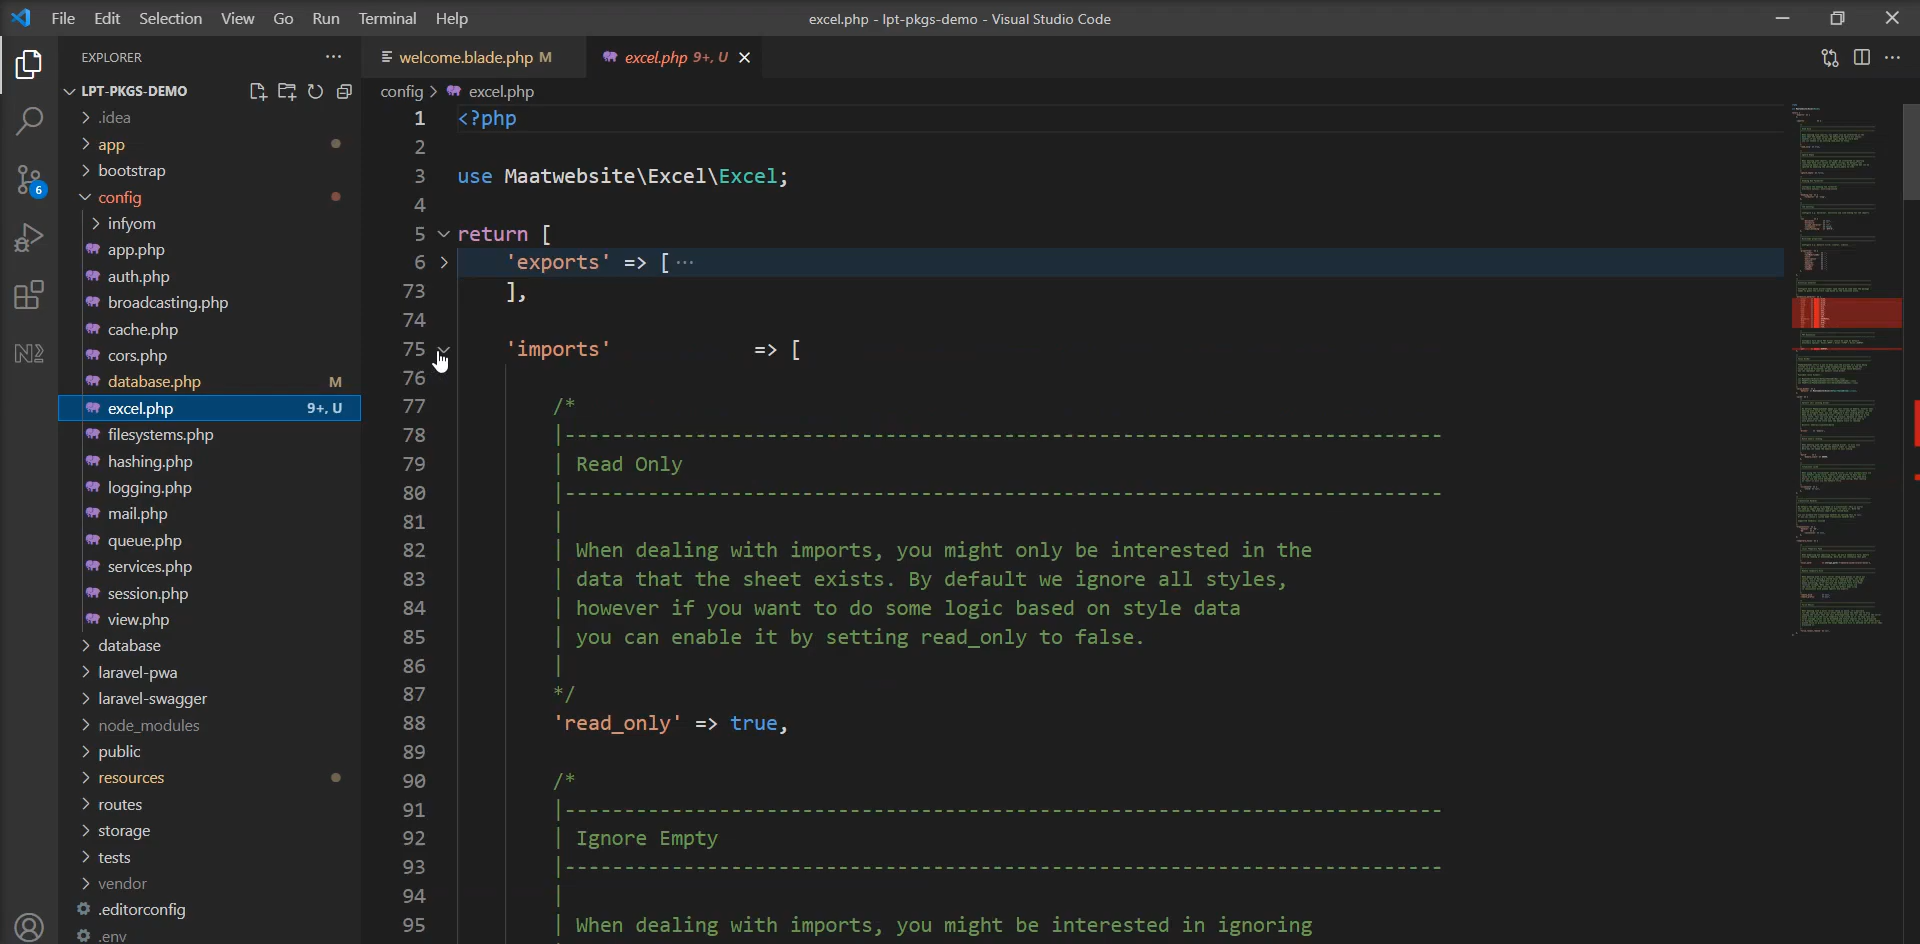 File Edit Selection View Go Run Terminal Help
excel.php - lpt-pkgs-demo - Visual Studio Code
EXPLORER
LPT-PKGS-DEMO
.idea
app
bootstrap
config
infyom
app.php
auth.php
broadcasting.php
cache.php
cors.php
database.php M
excel.php 9+, U
filesystems.php
hashing.php
logging.php
mail.php
queue.php
services.php
session.php
view.php
database
laravel-pwa
laravel-swagger
node_modules
public
resources
routes
storage
tests
vendor
.editorconfig
.env
6
welcome.blade.php M
excel.php 9+, U
config > excel.php
1 <?php
2
3 use Maatwebsite\Excel\Excel;
4
5 return [
6 'exports' => [ ···
73 ],
74
75 'imports' => [
76
77 /*
78 |--------------------------------------------------------------------------
79 | Read Only
80 |--------------------------------------------------------------------------
81 |
82 | When dealing with imports, you might only be interested in the
83 | data that the sheet exists. By default we ignore all styles,
84 | however if you want to do some logic based on style data
85 | you can enable it by setting read_only to false.
86 |
87 */
88 'read_only' => true,
89
90 /*
91 |--------------------------------------------------------------------------
92 | Ignore Empty
93 |--------------------------------------------------------------------------
94 |
95 | When dealing with imports, you might be interested in ignoring